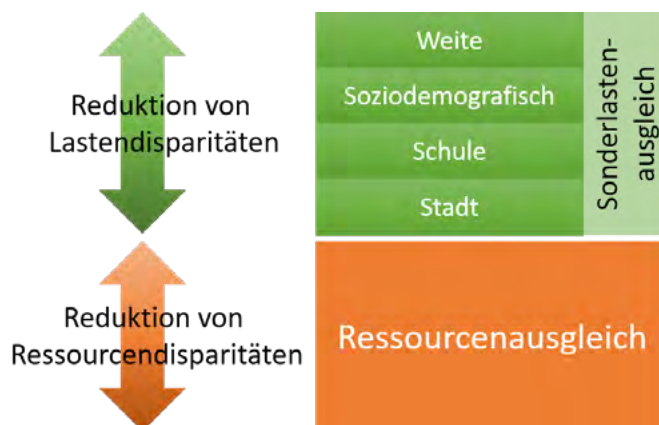 Reduktion von
Lastendisparitäten
Weite
Soziodemografisch
Schule
Stadt
Sonderlasten-
ausgleich
Reduktion von
Ressourcendisparitäten
Ressourcenausgleich